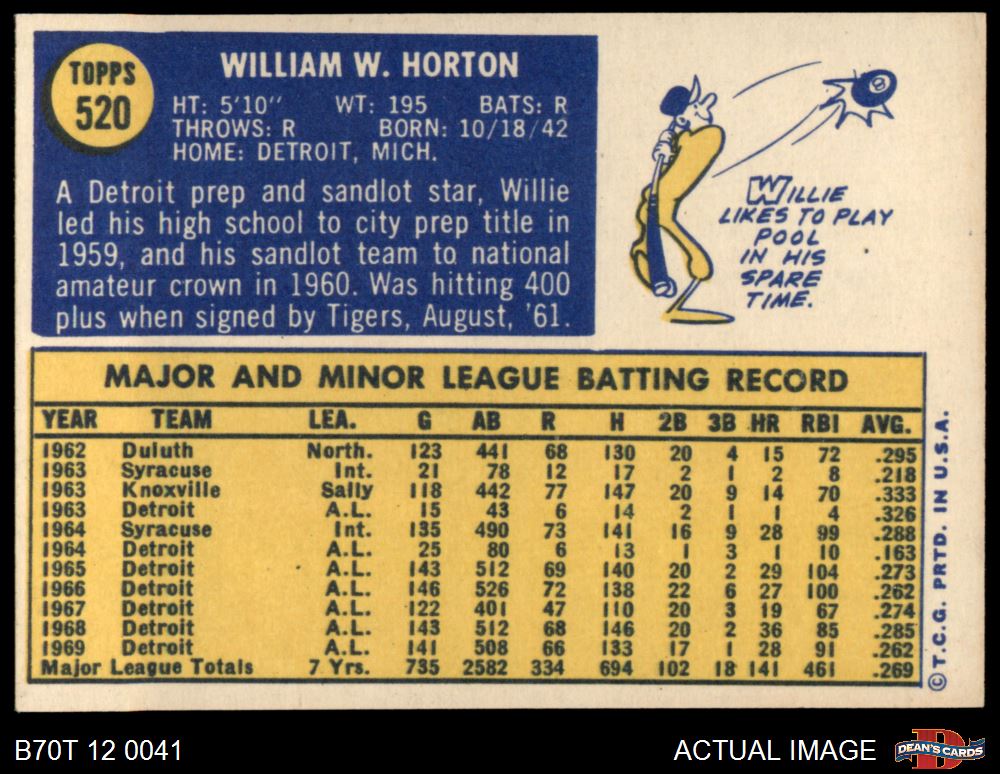 TOPPS
520
WILLIAM W. HORTON
HT: 5'10" WT: 195 BATS: R
THROWS: R BORN: 10/18/42
HOME: DETROIT, MICH.
A Detroit prep and sandlot star, Willie
led his high school to city prep title in
1959, and his sandlot team to national
amateur crown in 1960. Was hitting 400
plus when signed by Tigers, August, '61.
8
WILLIE
LIKES TO PLAY
POOL
IN HIS
SPARE
TIME.
MAJOR AND MINOR LEAGUE BATTING RECORD
YEAR TEAM LEA. G AB R H 2B 3B HR RBI AVG.
1962 Duluth North. 123 441 68 130 20 4 15 72 .295
1963 Syracuse Int. 21 78 12 17 2 1 2 8 .218
1963 Knoxville Sally 118 442 77 147 20 9 14 70 .333
1963 Detroit A.L. 15 43 6 14 2 1 1 4 .326
1964 Syracuse Int. 135 490 73 141 16 9 28 99 .288
1964 Detroit A.L. 25 80 6 13 1 3 1 10 .163
1965 Detroit A.L. 143 512 69 140 20 2 29 104 .273
1966 Detroit A.L. 146 526 72 138 22 6 27 100 .262
1967 Detroit A.L. 122 401 47 110 20 3 19 67 .274
1968 Detroit A.L. 143 512 68 146 20 2 36 85 .285
1969 Detroit A.L. 141 508 66 133 17 1 28 91 .262
Major League Totals 7 Yrs. 735 2582 334 694 102 18 141 461 .269
©T.C.G. PRTD. IN U.S.A.
B70T 12 0041
ACTUAL IMAGE
D
DEAN'S CARDS